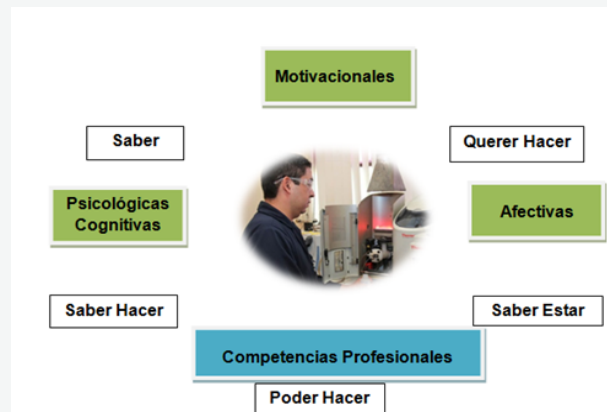 Motivacionales
Saber
Querer Hacer
Psicológicas
Cognitivas
Afectivas
Saber Hacer
Saber Estar
Competencias Profesionales
Poder Hacer